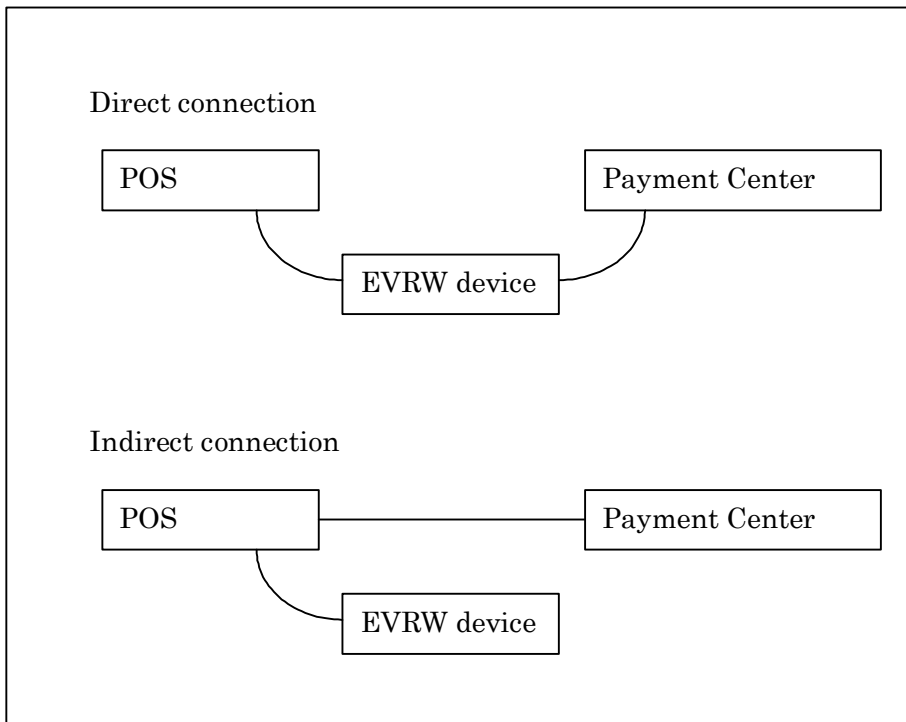 Direct connection
POS
Payment Center
EVRW device
Indirect connection
POS
Payment Center
EVRW device